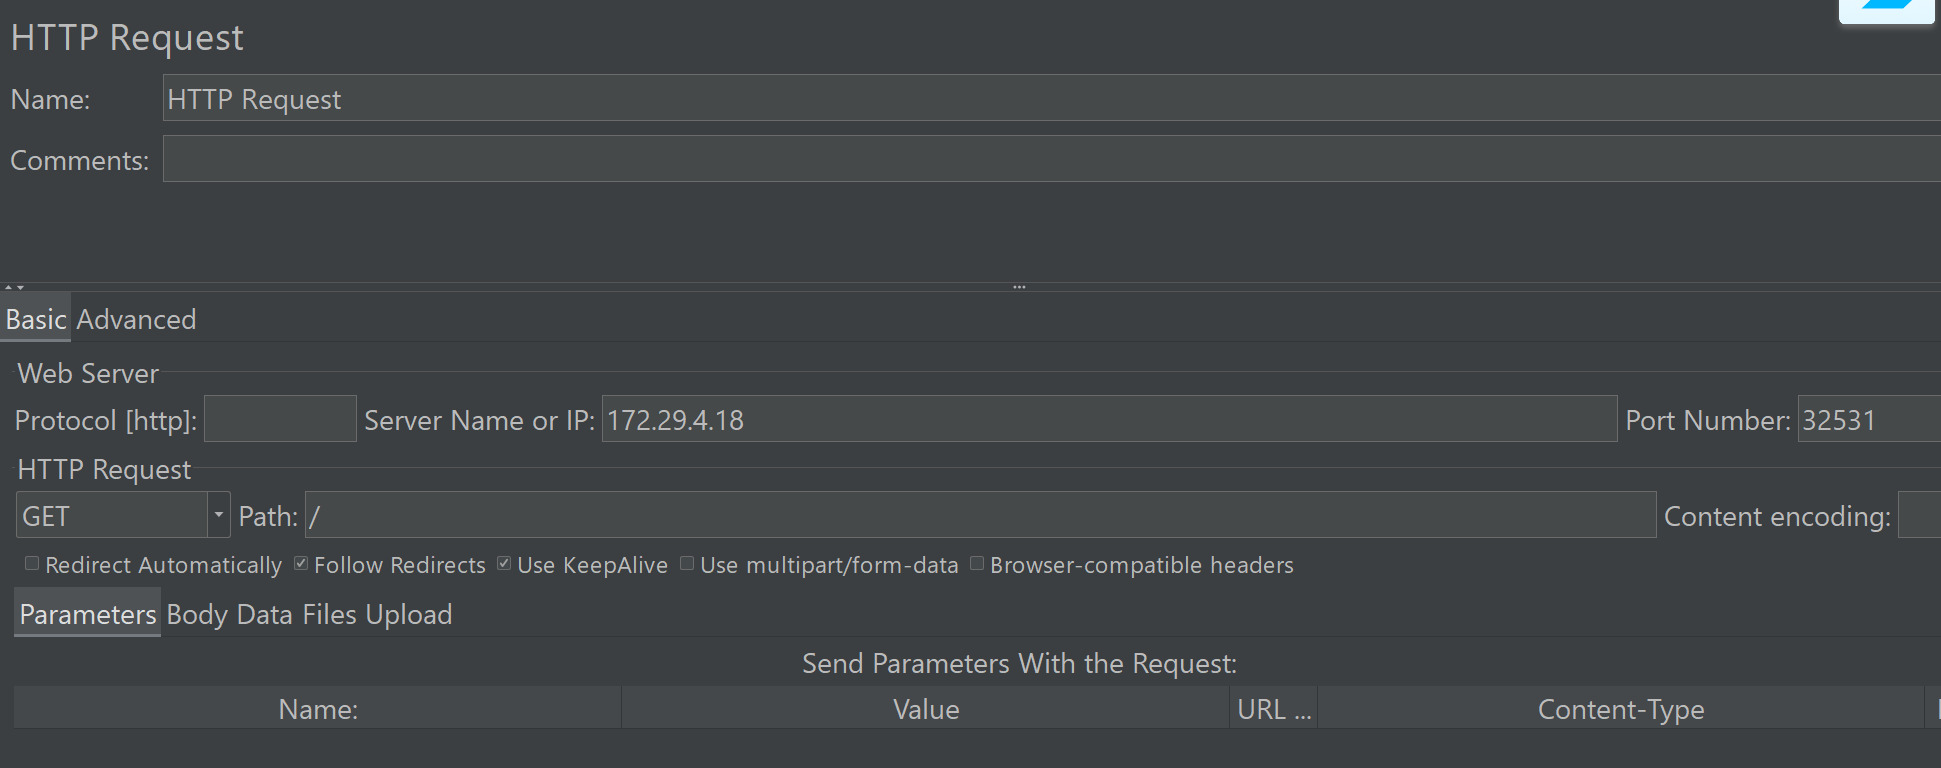 HTTP Request
Name: HTTP Request
Comments:
Basic Advanced
Web Server
Protocol [http]: Server Name or IP: 172.29.4.18 Port Number: 32531
HTTP Request
GET Path: / Content encoding:
Redirect Automatically Follow Redirects Use KeepAlive Use multipart/form-data Browser-compatible headers
Parameters Body Data Files Upload
Send Parameters With the Request:
Name: Value URL ... Content-Type